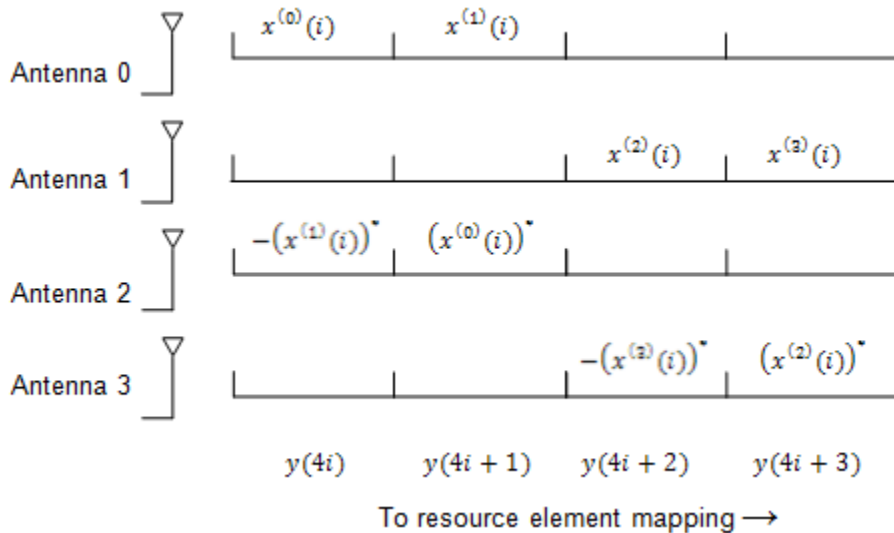 x⁽⁰⁾(i) x⁽¹⁾(i)
Antenna 0
x⁽²⁾(i) x⁽³⁾(i)
Antenna 1
−(x⁽¹⁾(i))* (x⁽⁰⁾(i))*
Antenna 2
−(x⁽³⁾(i))* (x⁽²⁾(i))*
Antenna 3
y(4i) y(4i + 1) y(4i + 2) y(4i + 3)
To resource element mapping →